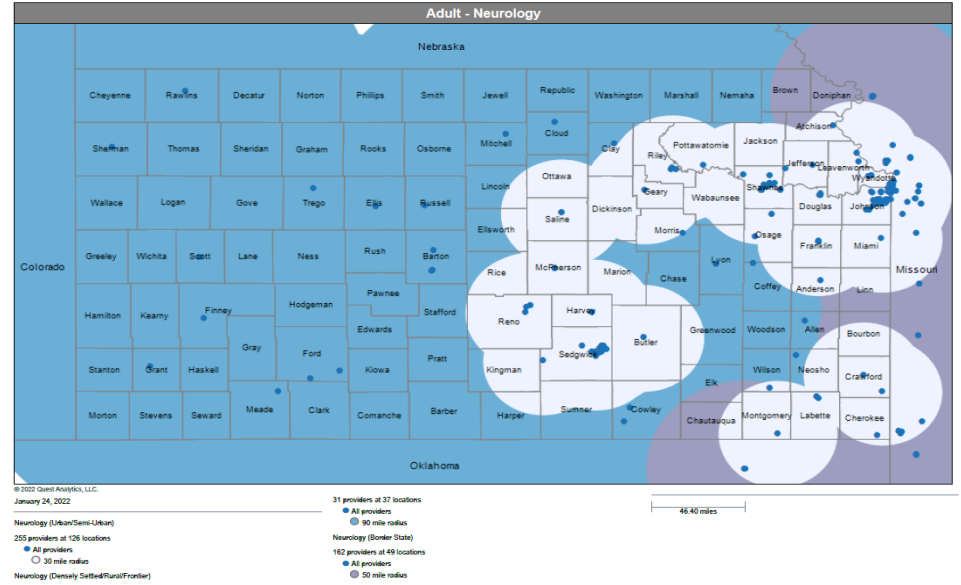 Adult - Neurology
Nebraska
Cheyenne Rawlins Decatur Norton Phillips Smith Jewell Republic Washington Marshall Nemaha Brown Doniphan
Sherman Thomas Sheridan Graham Rooks Osborne Mitchell Cloud Clay Riley Pottawatomie Jackson Atchison
Jefferson Leavenworth
Wyandotte
Wallace Logan Gove Trego Ellis Russell Lincoln Ottawa Geary Wabaunsee Shawnee Douglas Johnson
Ellsworth Saline Dickinson Morris Osage Franklin Miami
Colorado Greeley Wichita Scott Lane Ness Rush Barton Rice McPherson Marion Chase Lyon Coffey Anderson Linn Missouri
Hamilton Kearny Finney Hodgeman Pawnee Stafford Reno Harvey Butler Greenwood Woodson Allen Bourbon
Edwards
Stanton Grant Haskell Gray Ford Kiowa Pratt Kingman Sedgwick Elk Wilson Neosho Crawford
Morton Stevens Seward Meade Clark Comanche Barber Harper Sumner Cowley Chautauqua Montgomery Labette Cherokee
Oklahoma
© 2022 Quest Analytics, LLC.
January 24, 2022
Neurology (Urban/Semi-Urban)
255 providers at 126 locations
All providers
30 mile radius
Neurology (Densely Settled/Rural/Frontier)
31 providers at 37 locations
All providers
90 mile radius
Neurology (Border State)
162 providers at 49 locations
All providers
50 mile radius
46.40 miles